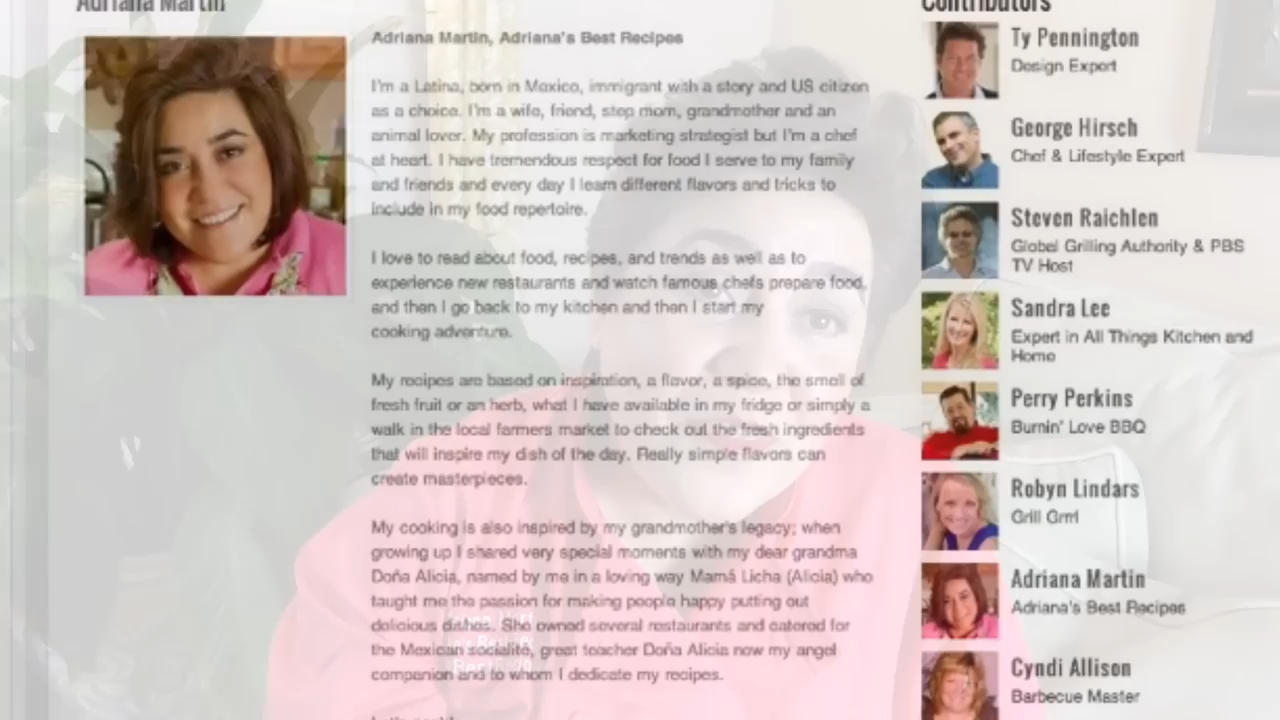 Adriana Martin
Adriana Martin, Adriana's Best Recipes
I'm a Latina, born in Mexico, immigrant with a story and US citizen
as a choice. I'm a wife, friend, step mom, grandmother and an
animal lover. My profession is marketing strategist but I'm a chef
at heart. I have tremendous respect for food I serve to my family
and friends and every day I learn different flavors and tricks to
include in my food repertoire.
I love to read about food, recipes, and trends as well as to
experience new restaurants and watch famous chefs prepare food,
and then I go back to my kitchen and then I start my
cooking adventure.
My recipes are based on inspiration, a flavor, a spice, the smell of
fresh fruit or an herb, what I have available in my fridge or simply a
walk in the local farmers market to check out the fresh ingredients
that will inspire my dish of the day. Really simple flavors can
create masterpieces.
My cooking is also inspired by my grandmother's legacy; when
growing up I shared very special moments with my dear grandma
Doña Alicia, named by me in a loving way Mamá Licha (Alicia) who
taught me the passion for making people happy putting out
delicious dishes. She owned several restaurants and catered for
the Mexican socialité, great teacher Doña Alicia now my angel
companion and to whom I dedicate my recipes.
Contributors
Ty Pennington
Design Expert
George Hirsch
Chef & Lifestyle Expert
Steven Raichlen
Global Grilling Authority & PBS
TV Host
Sandra Lee
Expert in All Things Kitchen and
Home
Perry Perkins
Burnin' Love BBQ
Robyn Lindars
Grill Grrrl
Adriana Martin
Adriana's Best Recipes
Cyndi Allison
Barbecue Master